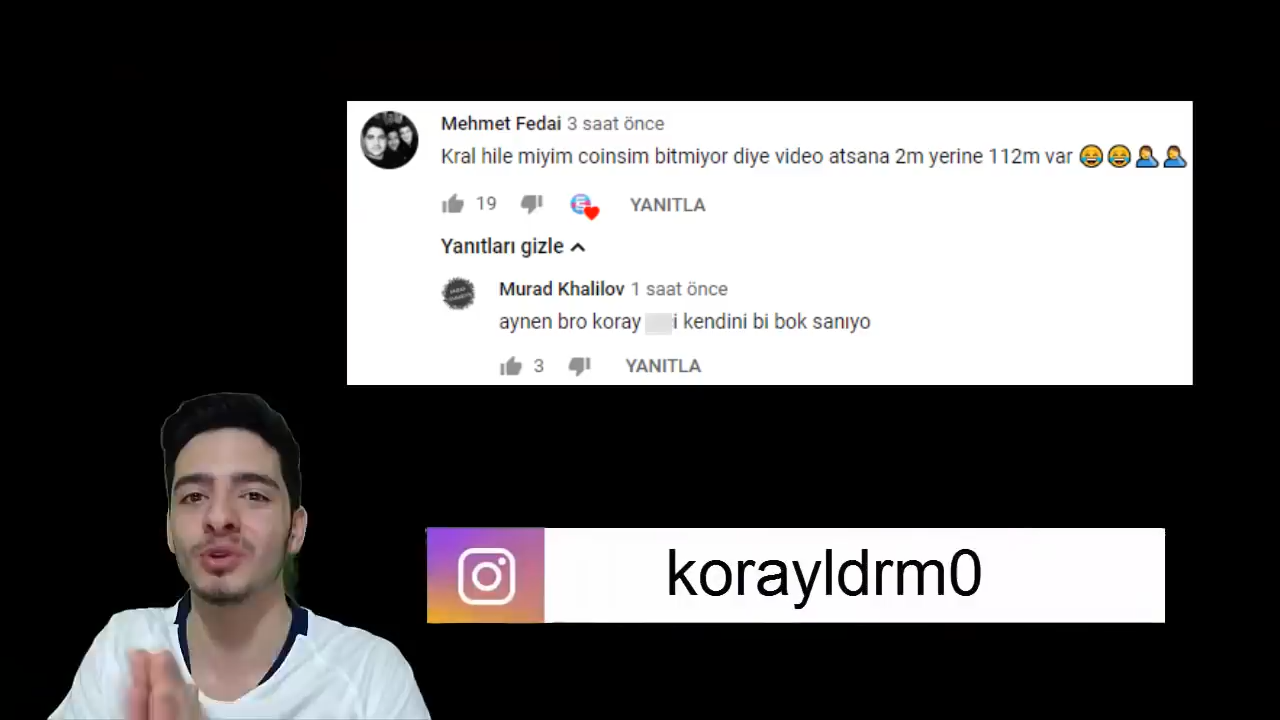 Mehmet Fedai 3 saat önce
Kral hile miyim coinsim bitmiyor diye video atsana 2m yerine 112m var 😂😂🤦🤦
19 YANITLA
Yanıtları gizle
Murad Khalilov 1 saat önce
aynen bro koray i kendini bi bok sanıyo
3 YANITLA
korayldrm0